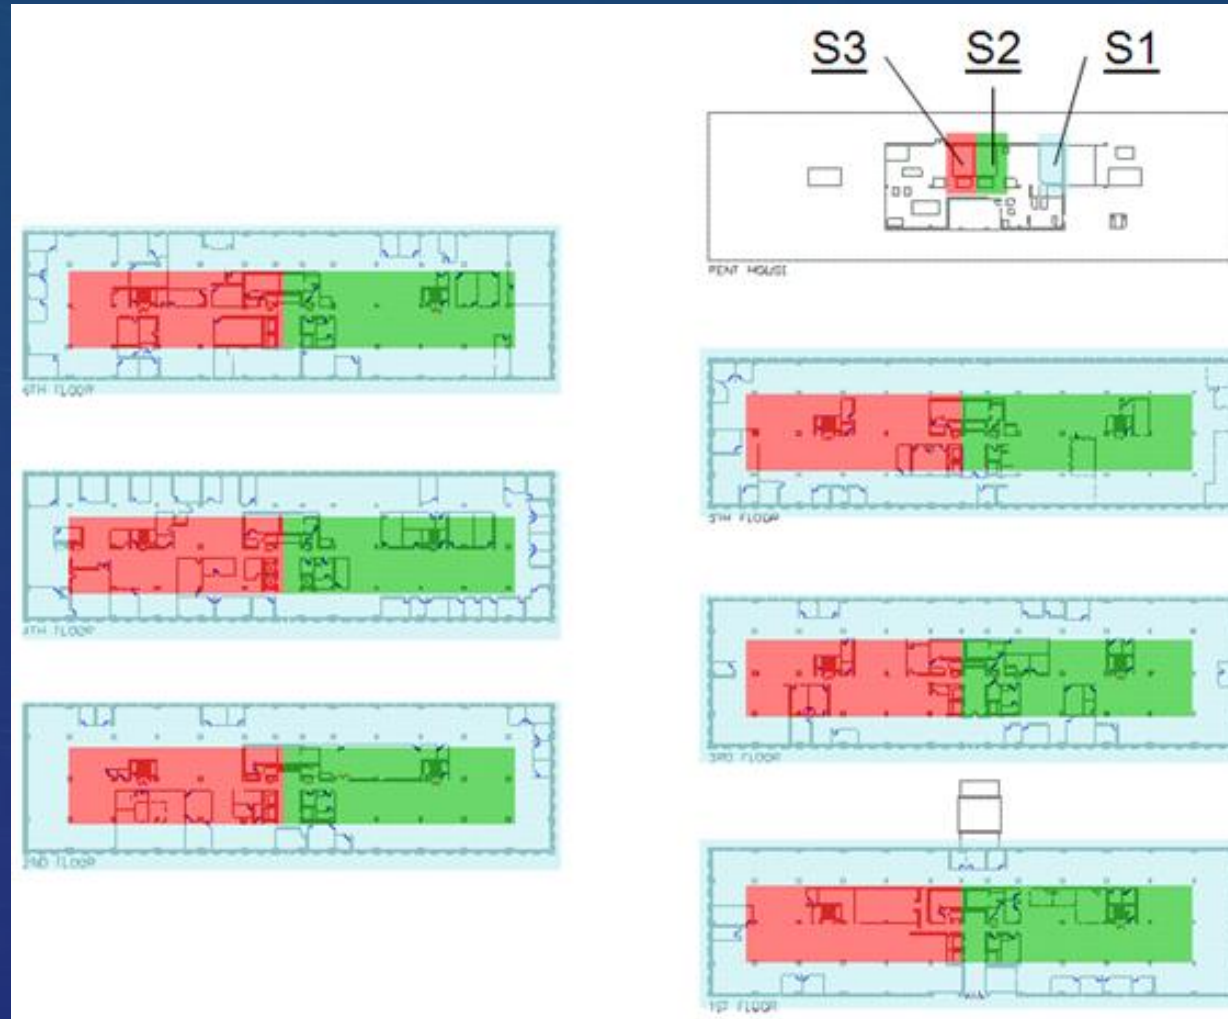 S3 S2 S1
PENT HOUSE
6TH FLOOR
5TH FLOOR
4TH FLOOR
3RD FLOOR
2ND FLOOR
1ST FLOOR